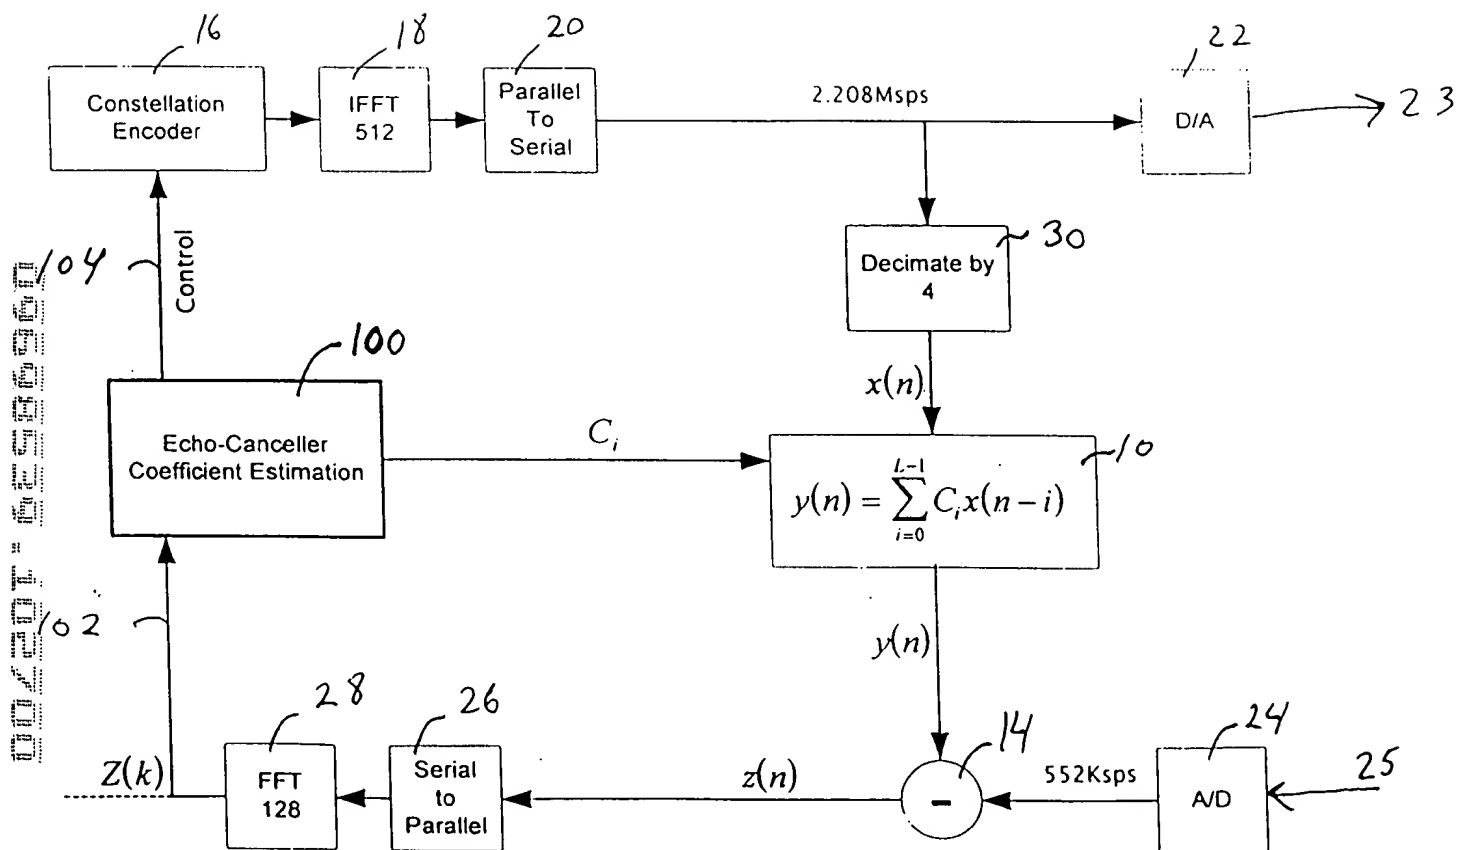 16
18
20
22
Constellation
Encoder
IFFT
512
Parallel
To
Serial
2.208Msps
D/A
23
30
Decimate by
4
104
Control
100
x(n)
Echo-Canceller
Coefficient Estimation
C_i
10
y(n) = \sum_{i=0}^{L-1} C_i x(n-i)
102
y(n)
28
26
14
24
25
Z(k)
FFT
128
Serial
to
Parallel
z(n)
-
552Ksps
A/D